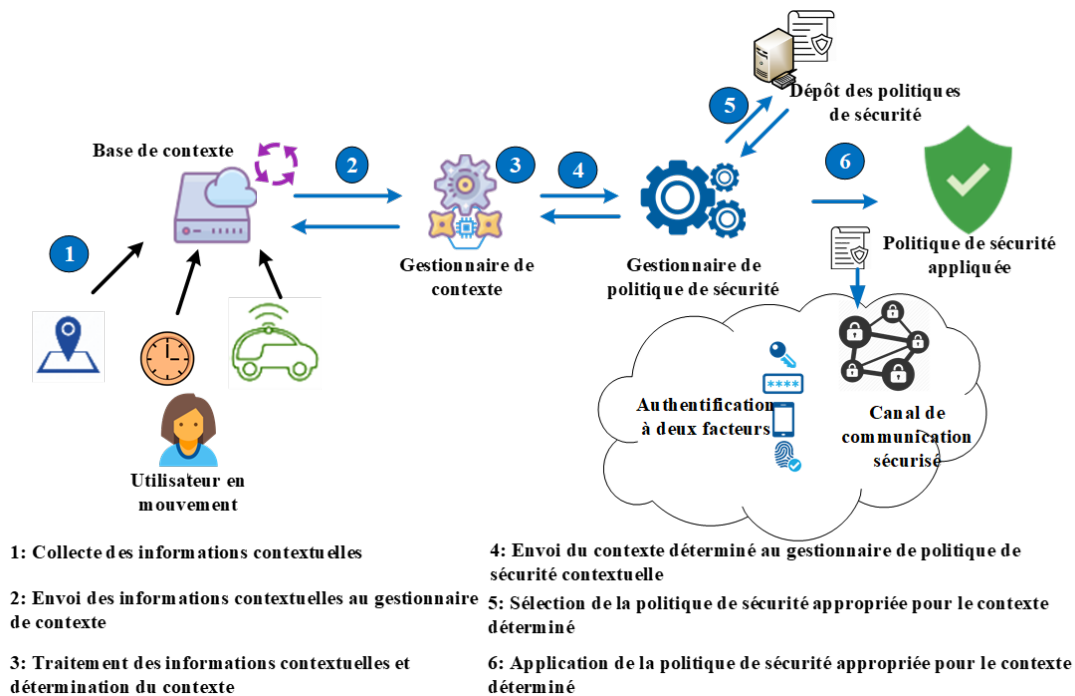 5
Dépôt des politiques
de sécurité
Base de contexte
2
3
4
6
1
Gestionnaire de
contexte
Gestionnaire de
politique de sécurité
Politique de sécurité
appliquée
****
Authentification
à deux facteurs
Canal de
communication
sécurisé
Utilisateur en
mouvement
1: Collecte des informations contextuelles
2: Envoi des informations contextuelles au gestionnaire
de contexte
3: Traitement des informations contextuelles et
détermination du contexte
4: Envoi du contexte déterminé au gestionnaire de politique de
sécurité contextuelle
5: Sélection de la politique de sécurité appropriée pour le contexte
déterminé
6: Application de la politique de sécurité appropriée pour le contexte
déterminé